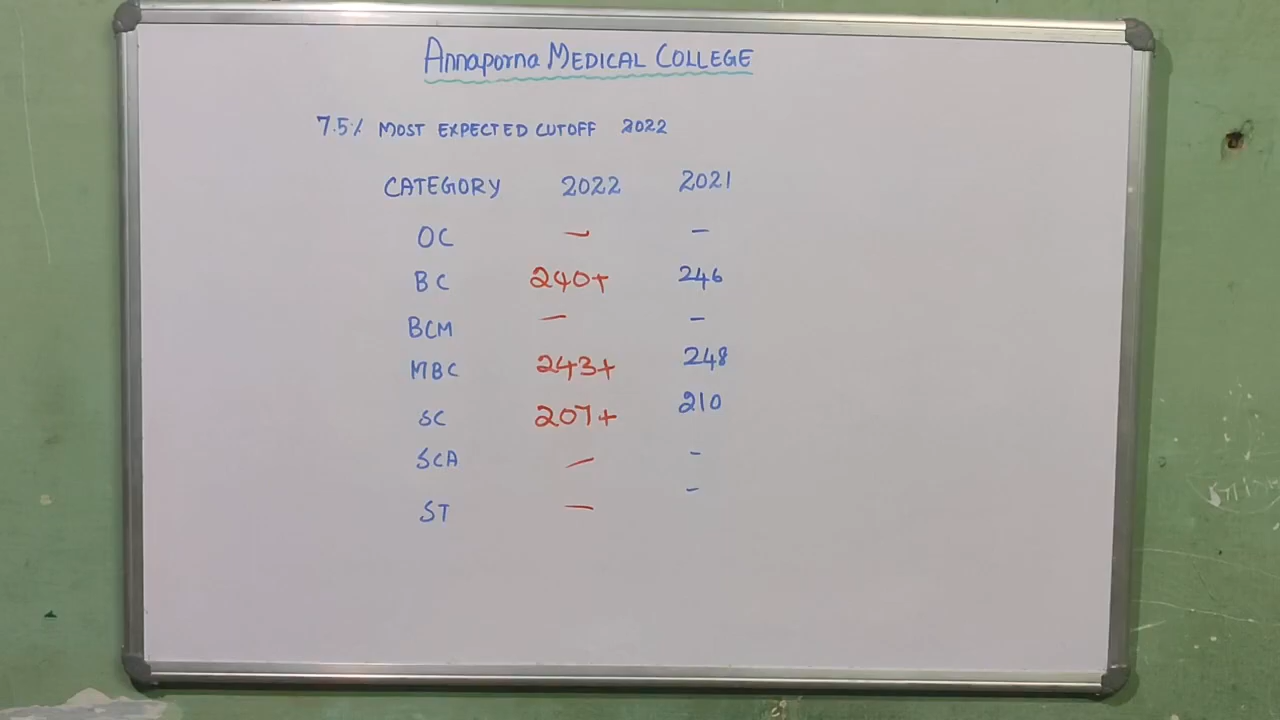 Annaporna MEDICAL COLLEGE
7.5% MOST EXPECTED CUTOFF 2022
CATEGORY 2022 2021
OC - -
BC 240+ 246
BCM - -
MBC 243+ 248
SC 207+ 210
SCA - -
ST - -